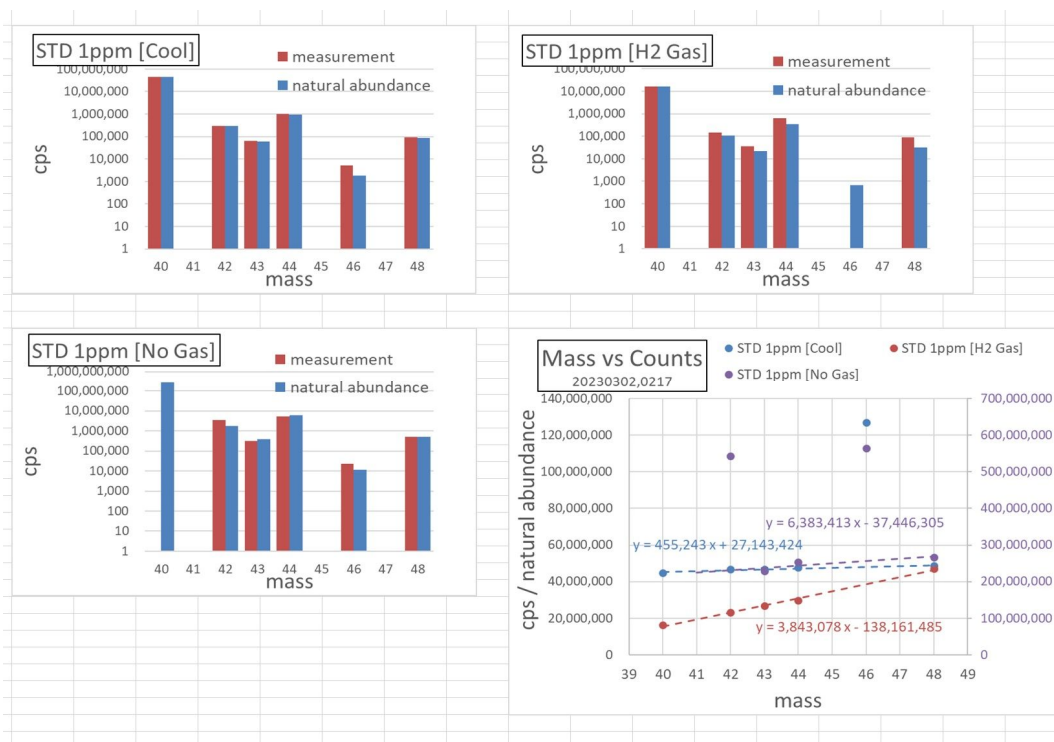 STD 1ppm [Cool]
measurement
natural abundance
100,000,000
10,000,000
1,000,000
100,000
10,000
1,000
100
10
1
cps
40 41 42 43 44 45 46 47 48
mass
STD 1ppm [H2 Gas]
measurement
natural abundance
100,000,000
10,000,000
1,000,000
100,000
10,000
1,000
100
10
1
cps
40 41 42 43 44 45 46 47 48
mass
STD 1ppm [No Gas]
measurement
natural abundance
1,000,000,000
100,000,000
10,000,000
1,000,000
100,000
10,000
1,000
100
10
1
cps
40 41 42 43 44 45 46 47 48
mass
Mass vs Counts
20230302,0217
STD 1ppm [Cool]
STD 1ppm [H2 Gas]
STD 1ppm [No Gas]
140,000,000
120,000,000
100,000,000
80,000,000
60,000,000
40,000,000
20,000,000
0
cps / natural abundance
700,000,000
600,000,000
500,000,000
400,000,000
300,000,000
200,000,000
100,000,000
0
y = 6,383,413 x - 37,446,305
y = 455,243 x + 27,143,424
y = 3,843,078 x - 138,161,485
39 40 41 42 43 44 45 46 47 48 49
mass